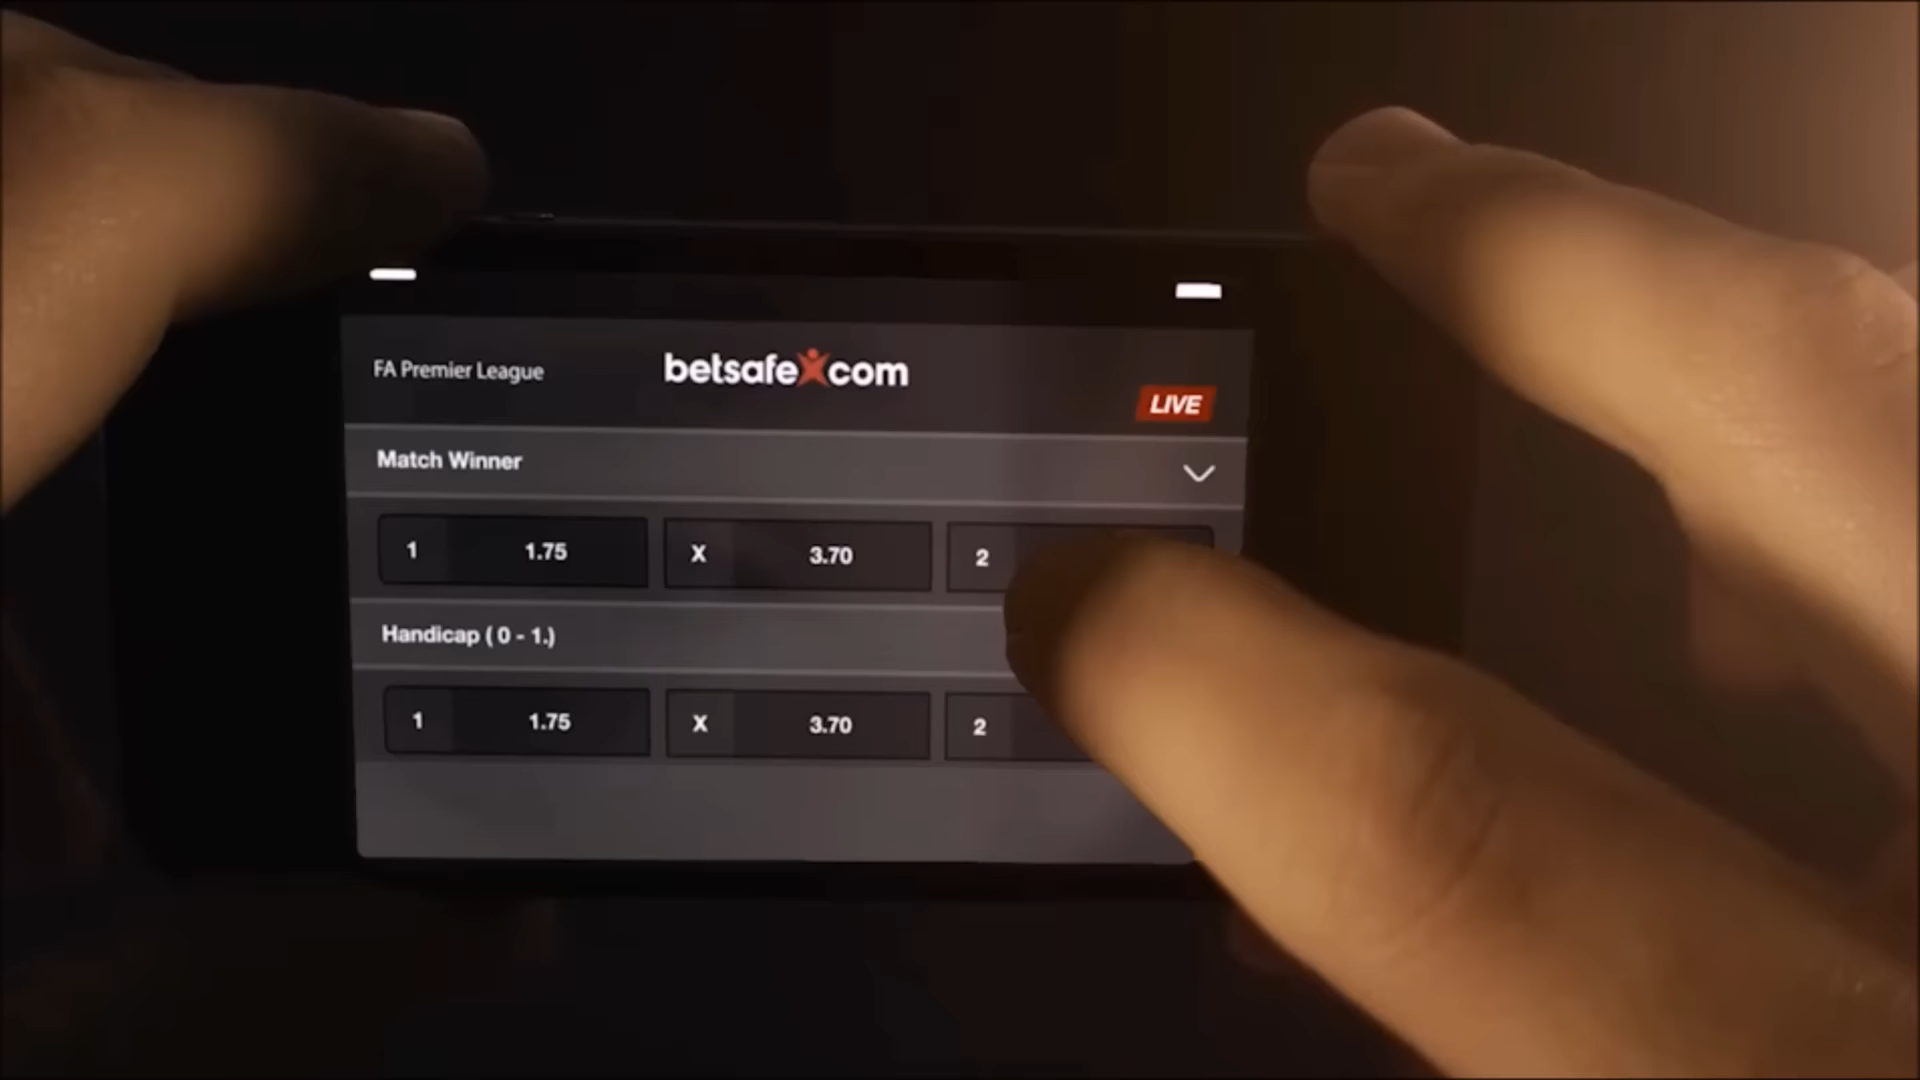 FA Premier League
betsafe.com
LIVE
Match Winner
1 1.75 X 3.70 2
Handicap ( 0 - 1.)
1 1.75 X 3.70 2